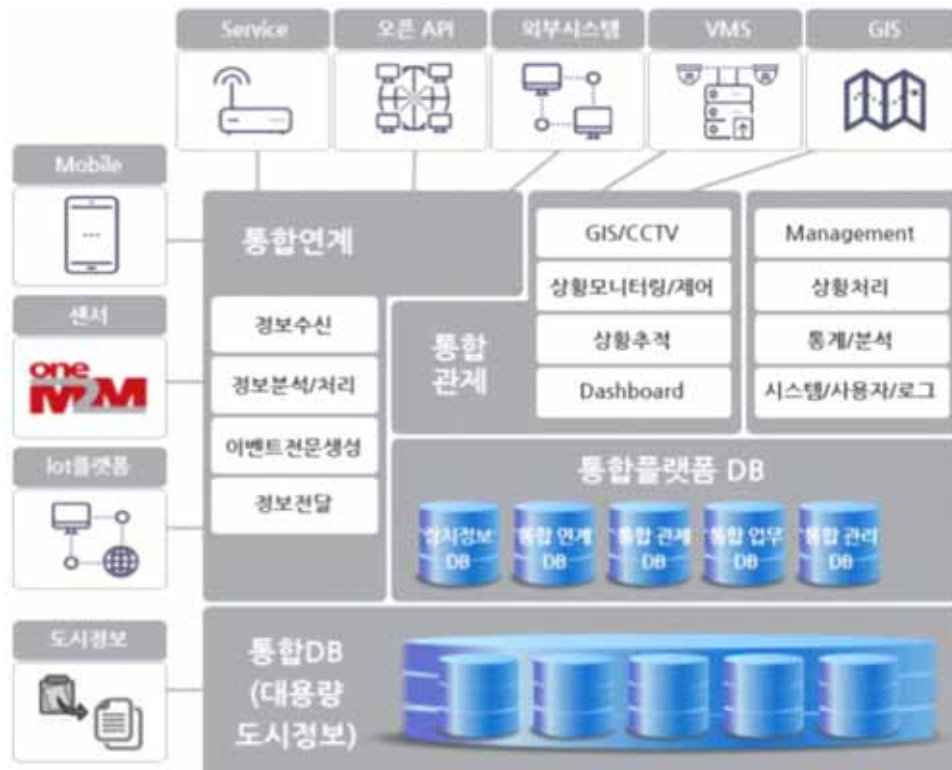 Service
오픈 API
외부시스템
VMS
GIS
Mobile
센서
one
M2M
Iot플랫폼
도시정보
통합연계
정보수신
정보분석/처리
이벤트전문생성
정보전달
통합
관제
GIS/CCTV
상황모니터링/제어
상황추적
Dashboard
Management
상황처리
통계/분석
시스템/사용자/로그
통합플랫폼 DB
DB
통합 연계
DB
통합 관제
DB
통합 업무
DB
통합 관리
DB
통합DB
(대용량
도시정보)